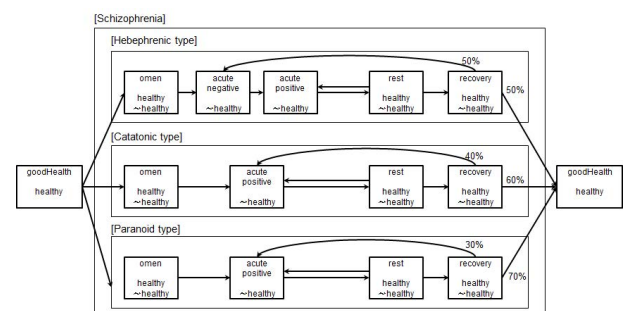 [Schizophrenia]
[Hebephrenic type]
50%
omen
healthy
~healthy
acute
negative
~healthy
acute
positive
~healthy
rest
healthy
~healthy
recovery
healthy
~healthy
50%
[Catatonic type]
40%
goodHealth
healthy
omen
healthy
~healthy
acute
positive
~healthy
rest
healthy
~healthy
recovery
healthy
~healthy
60%
goodHealth
healthy
[Paranoid type]
30%
omen
healthy
~healthy
acute
positive
~healthy
rest
healthy
~healthy
recovery
healthy
~healthy
70%